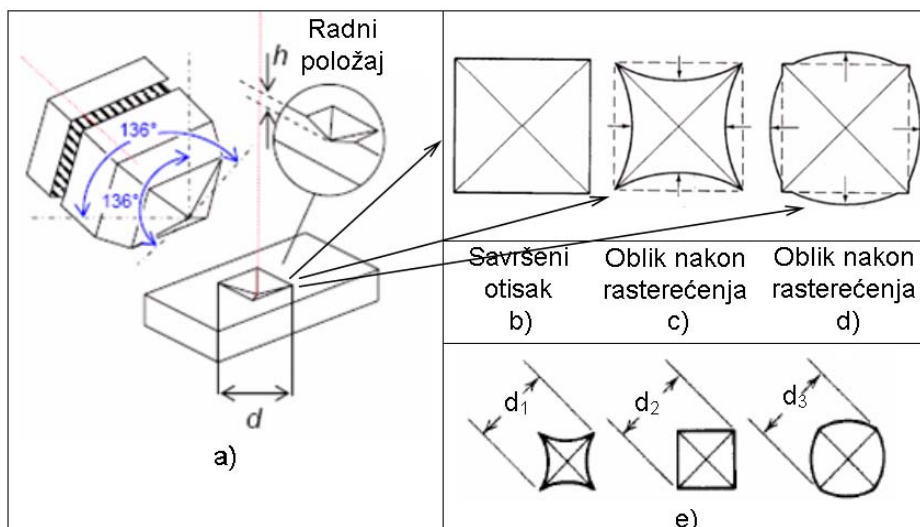 Radni
položaj
h
136°
136°
d
a)
Savršeni
otisak
b)
Oblik nakon
rasterećenja
c)
Oblik nakon
rasterećenja
d)
d1
d2
d3
e)